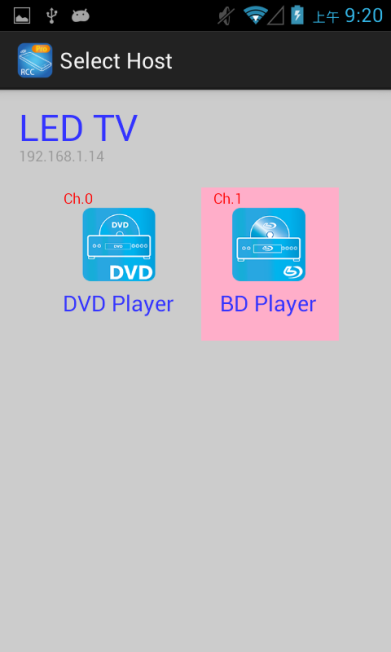 上午 9:20
Pro
RCC
Select Host
LED TV
192.168.1.14
Ch.0
Ch.1
DVD
DVD
DVD
DVD Player
BD Player